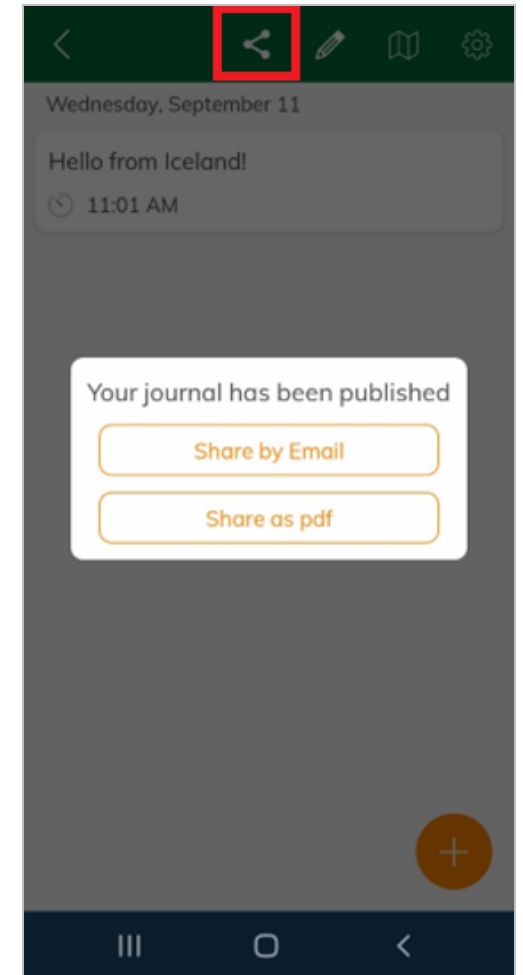 Wednesday, September 11
Hello from Iceland!
11:01 AM
Your journal has been published
Share by Email
Share as pdf